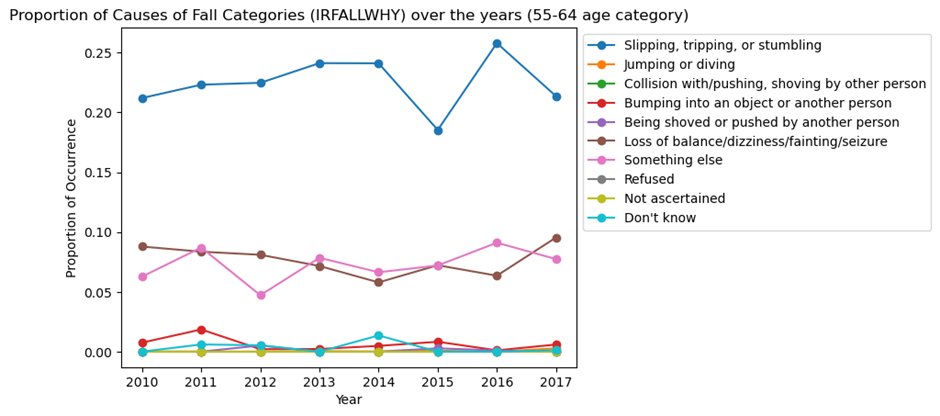 Proportion of Causes of Fall Categories (IRFALLWHY) over the years (55-64 age category)
0.25
0.20
0.15
0.10
0.05
0.00
Proportion of Occurrence
2010 2011 2012 2013 2014 2015 2016 2017
Year
Slipping, tripping, or stumbling
Jumping or diving
Collision with/pushing, shoving by other person
Bumping into an object or another person
Being shoved or pushed by another person
Loss of balance/dizziness/fainting/seizure
Something else
Refused
Not ascertained
Don't know